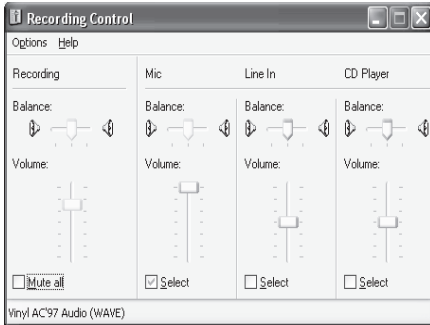 Recording Control
Options Help
Recording Mic Line In CD Player
Balance: Balance: Balance: Balance:
Volume: Volume: Volume: Volume:
Mute all Select Select Select
Vinyl AC'97 Audio (WAVE)